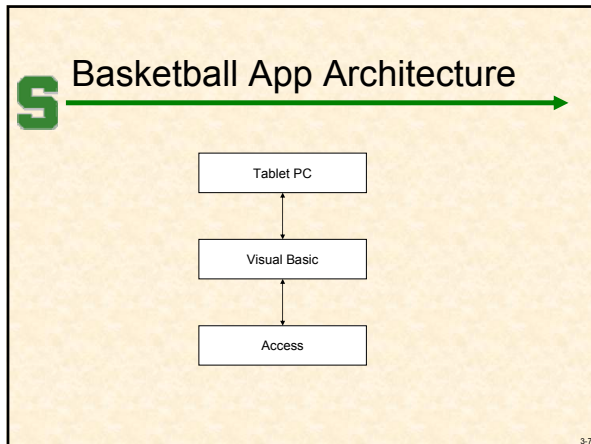 Basketball App Architecture
S
Tablet PC
Visual Basic
Access
3-7